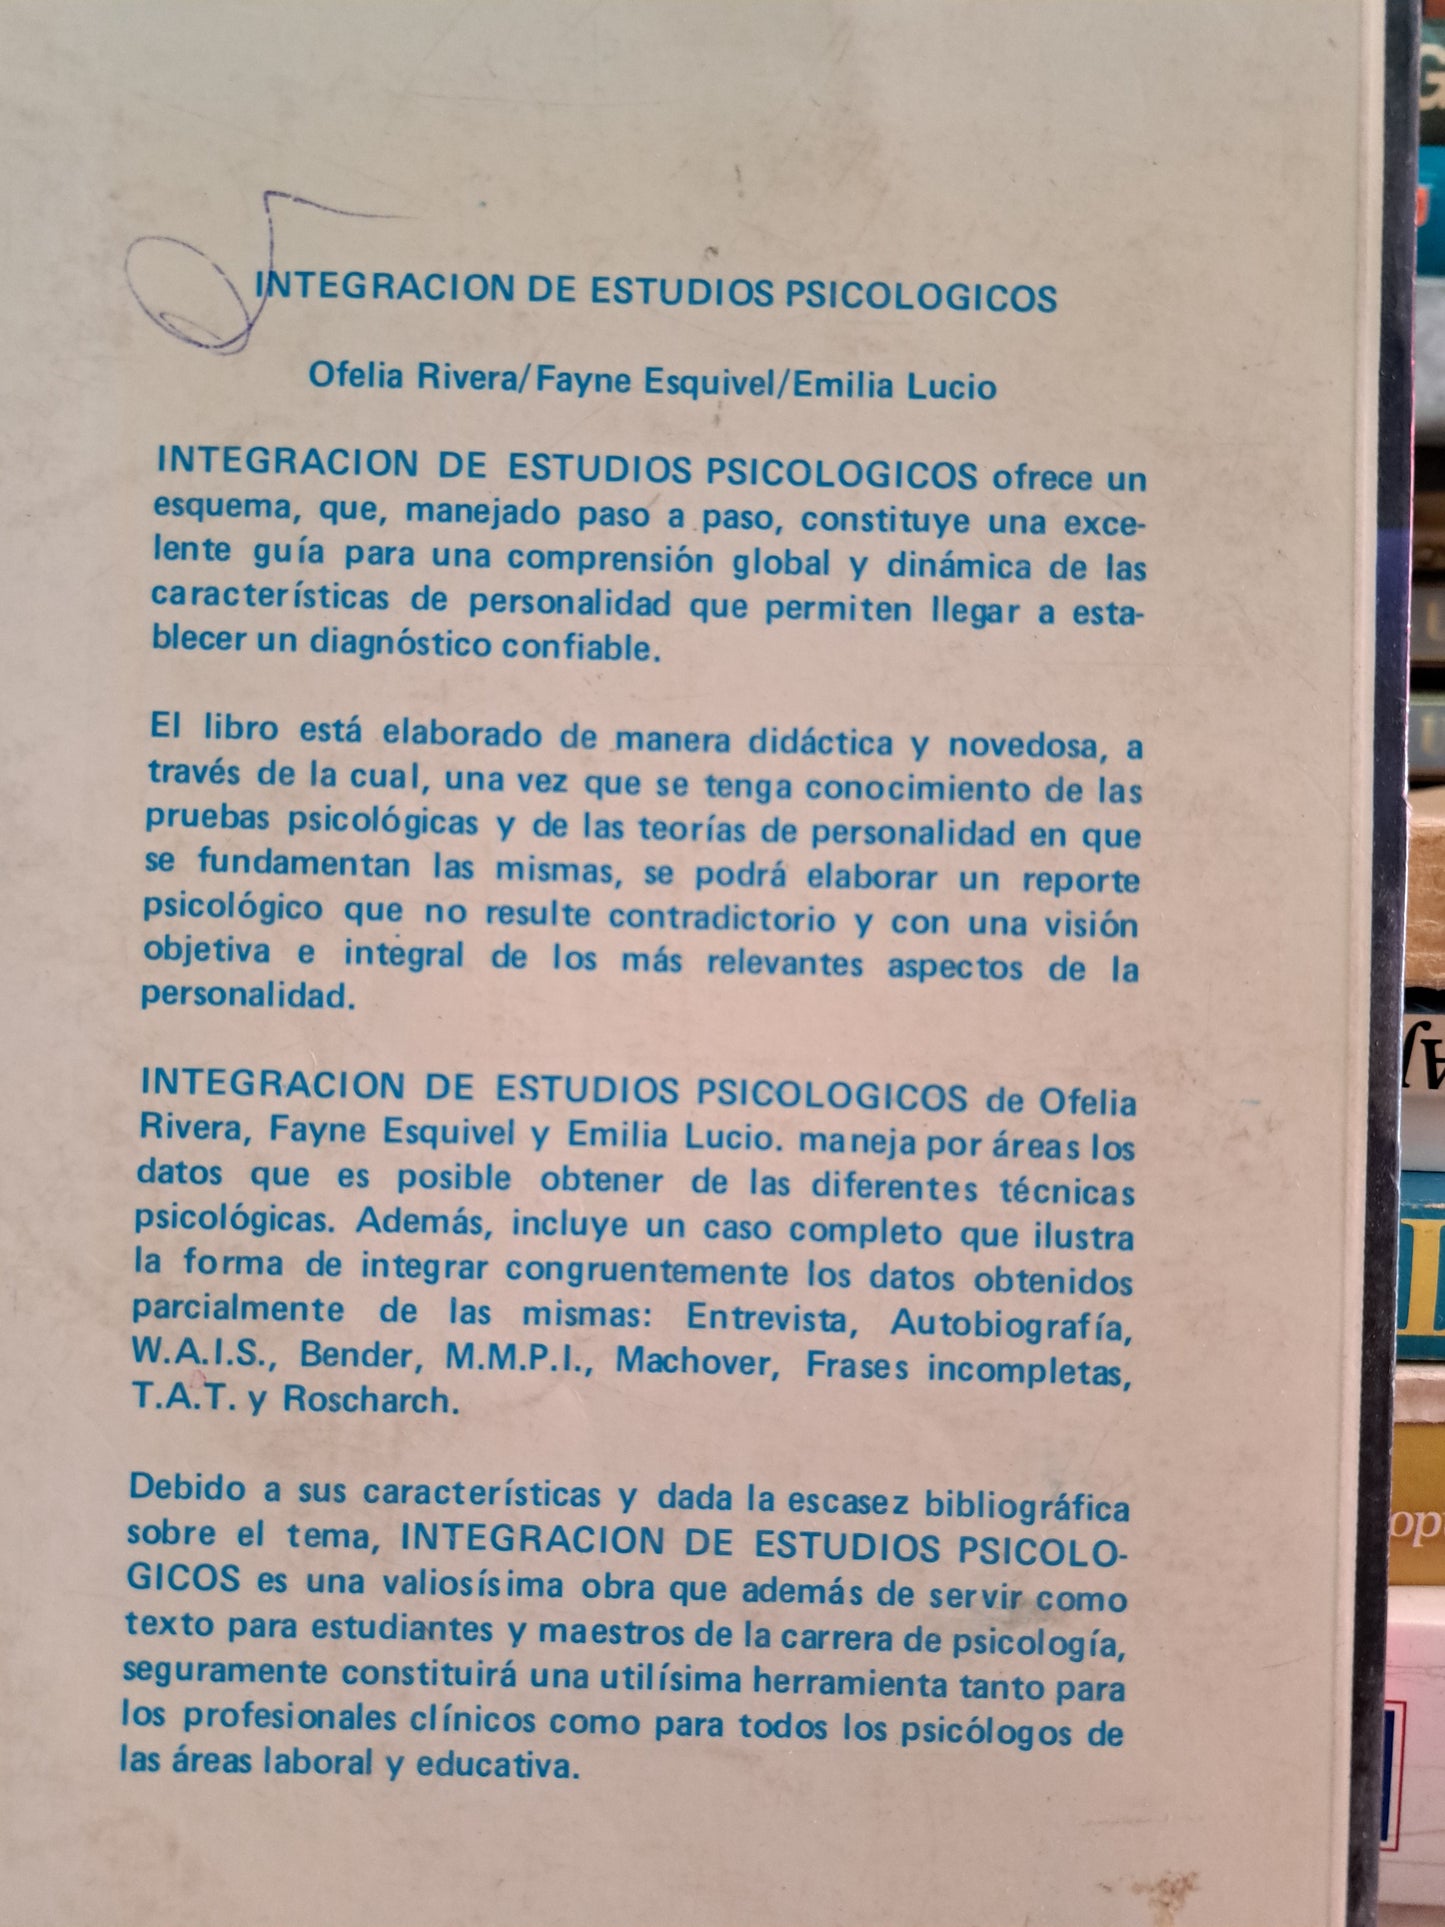 INTEGRACION DE ESTUDIOS PSICOLOGICOS
Ofelia Rivera/Fayne Esquivel/Emilia Lucio
INTEGRACION DE ESTUDIOS PSICOLOGICOS ofrece un
esquema, que, manejado paso a paso, constituye una exce-
lente guía para una comprensión global y dinámica de las
características de personalidad que permiten llegar a esta-
blecer un diagnóstico confiable.
El libro está elaborado de manera didáctica y novedosa, a
través de la cual, una vez que se tenga conocimiento de las
pruebas psicológicas y de las teorías de personalidad en que
se fundamentan las mismas, se podrá elaborar un reporte
psicológico que no resulte contradictorio y con una visión
objetiva e integral de los más relevantes aspectos de la
personalidad.
INTEGRACION DE ESTUDIOS PSICOLOGICOS de Ofelia
Rivera, Fayne Esquivel y Emilia Lucio. maneja por áreas los
datos que es posible obtener de las diferentes técnicas
psicológicas. Además, incluye un caso completo que ilustra
la forma de integrar congruentemente los datos obtenidos
parcialmente de las mismas: Entrevista, Autobiografía,
W.A.I.S., Bender, M.M.P.I., Machover, Frases incompletas,
T.A.T. y Roscharch.
Debido a sus características y dada la escasez bibliográfica
sobre el tema, INTEGRACION DE ESTUDIOS PSICOLO-
GICOS es una valiosísima obra que además de servir como
texto para estudiantes y maestros de la carrera de psicología,
seguramente constituirá una utilísima herramienta tanto para
los profesionales clínicos como para todos los psicólogos de
las áreas laboral y educativa.